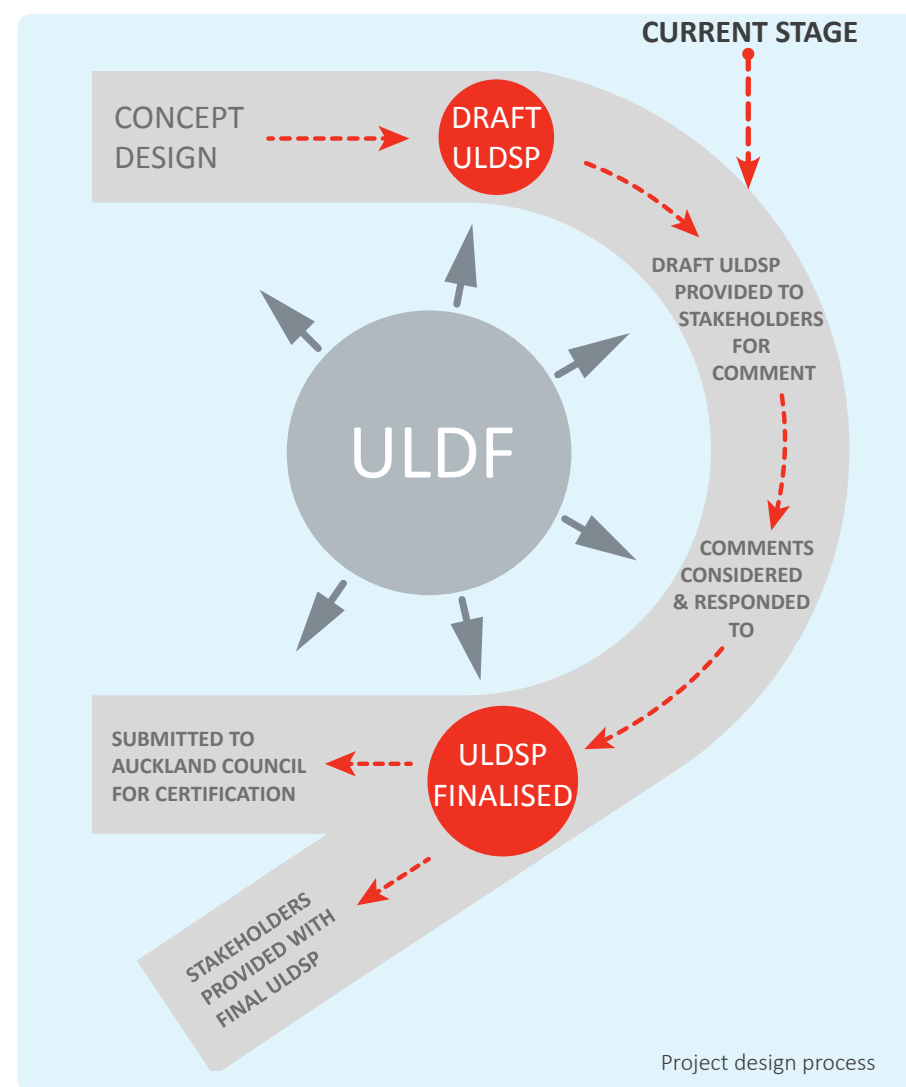 CURRENT STAGE
CONCEPT
DESIGN
DRAFT
ULDSP
DRAFT ULDSP
PROVIDED TO
STAKEHOLDERS
FOR
COMMENT
ULDF
COMMENTS
CONSIDERED
& RESPONDED
TO
ULDSP
FINALISED
SUBMITTED TO
AUCKLAND COUNCIL
FOR CERTIFICATION
STAKEHOLDERS
PROVIDED WITH
FINAL ULDSP
Project design process